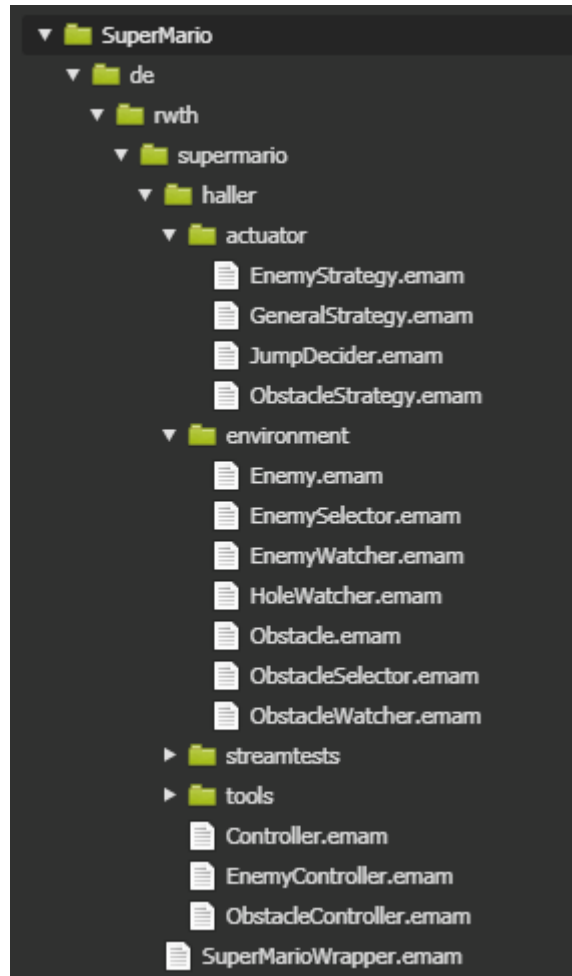 SuperMario
de
rwth
supermario
haller
actuator
EnemyStrategy.emam
GeneralStrategy.emam
JumpDecider.emam
ObstacleStrategy.emam
environment
Enemy.emam
EnemySelector.emam
EnemyWatcher.emam
HoleWatcher.emam
Obstacle.emam
ObstacleSelector.emam
ObstacleWatcher.emam
streamtests
tools
Controller.emam
EnemyController.emam
ObstacleController.emam
SuperMarioWrapper.emam